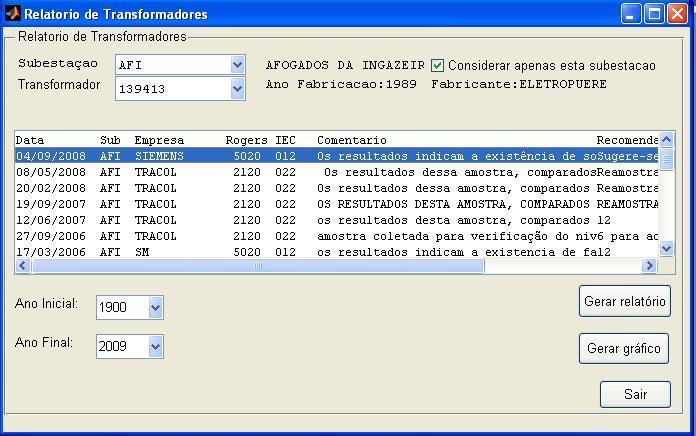 Relatorio de Transformadores
Relatorio de Transformadores
Subestaçao AFI AFOGADOS DA INGAZEIR Considerar apenas esta subestacao
Transformador 139413 Ano Fabricacao:1989 Fabricante:ELETROPUERE
Data Sub Empresa Rogers IEC Comentario Recomenda
04/09/2008 AFI SIEMENS 5020 012 Os resultados indicam a existência de soSugere-se
08/05/2008 AFI TRACOL 2120 022 Os resultados dessa amostra, comparadosReamostra
20/02/2008 AFI TRACOL 2120 022 os resultados dessa amostra, comparados Reamostra
19/09/2007 AFI TRACOL 2120 022 OS RESULTADOS DESTA AMOSTRA, COMPARADOS REAMOSTRA
12/06/2007 AFI TRACOL 2120 022 os resultados desta amostra, comparados 12
27/09/2006 AFI TRACOL 2120 022 amostra coletada para verificação do niv6 para ac
17/03/2006 AFI SM 5020 012 os resultados indicam a existencia de fal2
Ano Inicial: 1900 Gerar relatório
Ano Final: 2009 Gerar gráfico
Sair